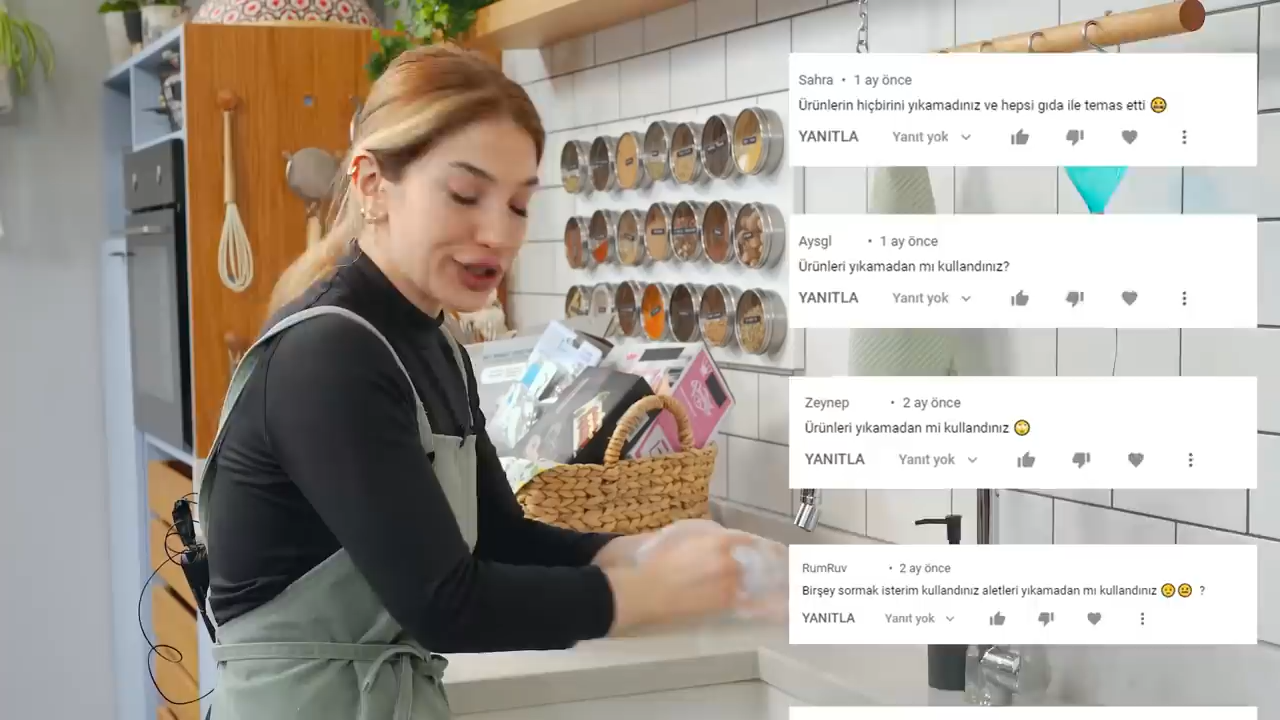 Sahra • 1 ay önce
Ürünlerin hiçbirini yıkamadınız ve hepsi gıda ile temas etti 😀
YANITLA Yanıt yok
Aysgl • 1 ay önce
Ürünleri yıkamadan mı kullandınız?
YANITLA Yanıt yok
Zeynep • 2 ay önce
Ürünleri yıkamadan mi kullandınız 🙄
YANITLA Yanıt yok
RumRuv • 2 ay önce
Birşey sormak isterim kullandınız aletleri yıkamadan mı kullandınız 🤨😐 ?
YANITLA Yanıt yok